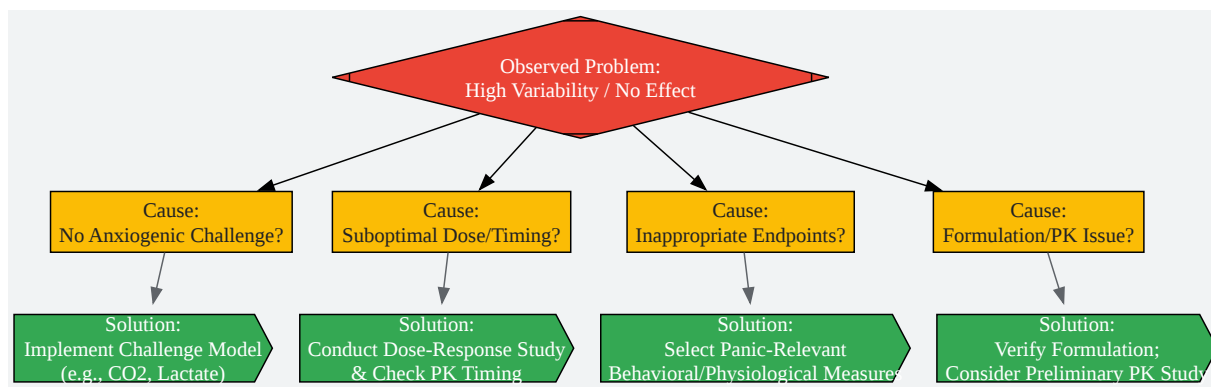 Observed Problem:
High Variability / No Effect
Cause:
No Anxiogenic Challenge?
Cause:
Suboptimal Dose/Timing?
Cause:
Inappropriate Endpoints?
Cause:
Formulation/PK Issue?
Solution:
Implement Challenge Model
(e.g., CO2, Lactate)
Solution:
Conduct Dose-Response Study
& Check PK Timing
Solution:
Select Panic-Relevant
Behavioral/Physiological Measures
Solution:
Verify Formulation;
Consider Preliminary PK Study